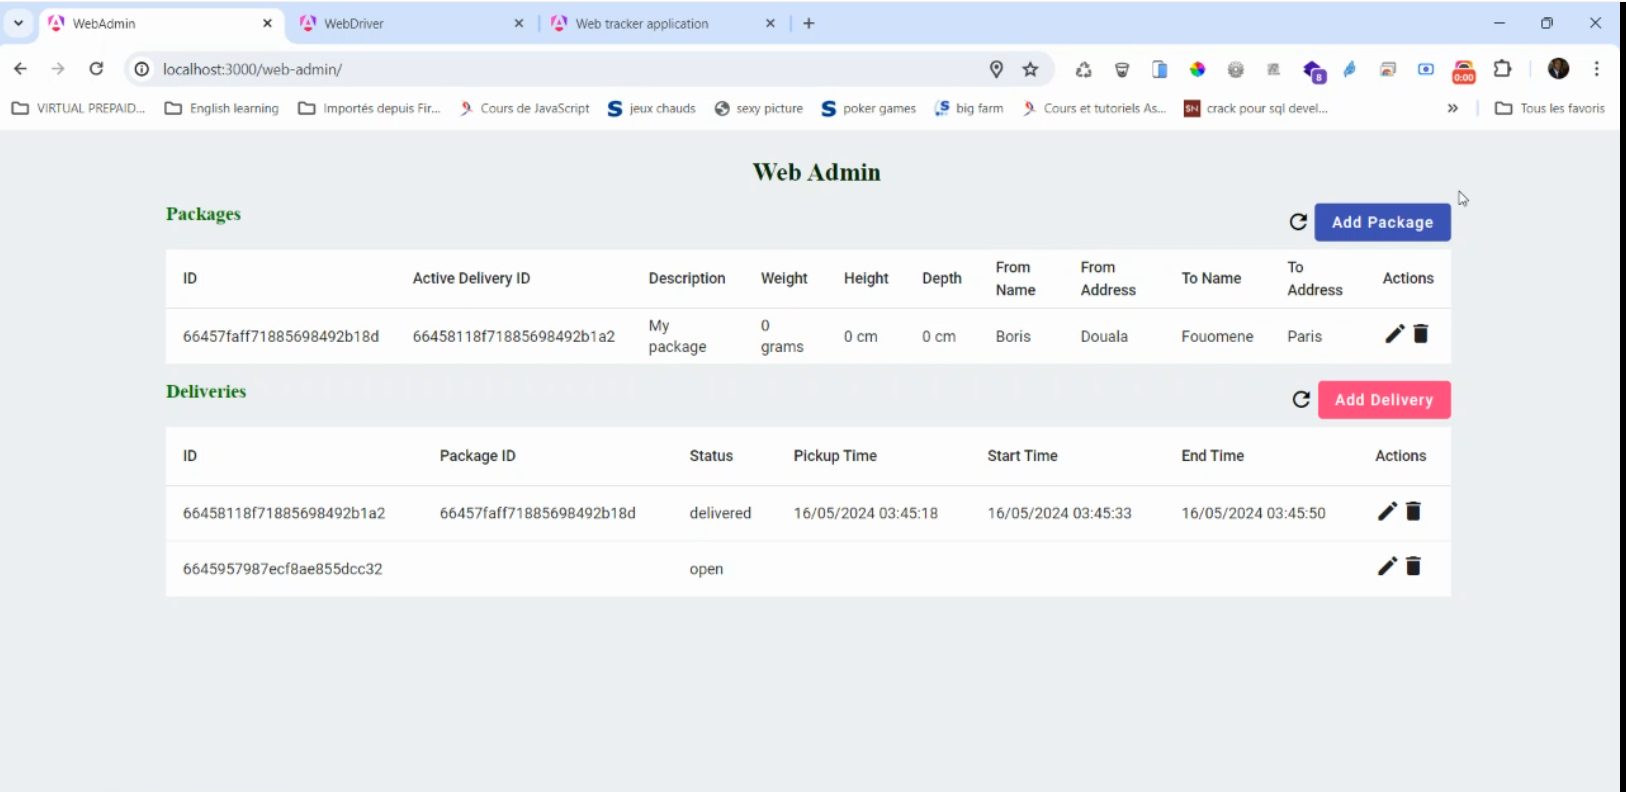 WebAdmin WebDriver Web tracker application
localhost:3000/web-admin/
8 0:00
VIRTUAL PREPAID... English learning Importés depuis Fir... Cours de JavaScript jeux chauds sexy picture poker games big farm Cours et tutoriels As... SN crack pour sql devel... » Tous les favoris
Web Admin
Packages
Add Package
ID Active Delivery ID Description Weight Height Depth From Name From Address To Name To Address Actions
66457faff71885698492b18d 66458118f71885698492b1a2 My package 0 grams 0 cm 0 cm Boris Douala Fouomene Paris
Deliveries
Add Delivery
ID Package ID Status Pickup Time Start Time End Time Actions
66458118f71885698492b1a2 66457faff71885698492b18d delivered 16/05/2024 03:45:18 16/05/2024 03:45:33 16/05/2024 03:45:50
6645957987ecf8ae855dcc32 open